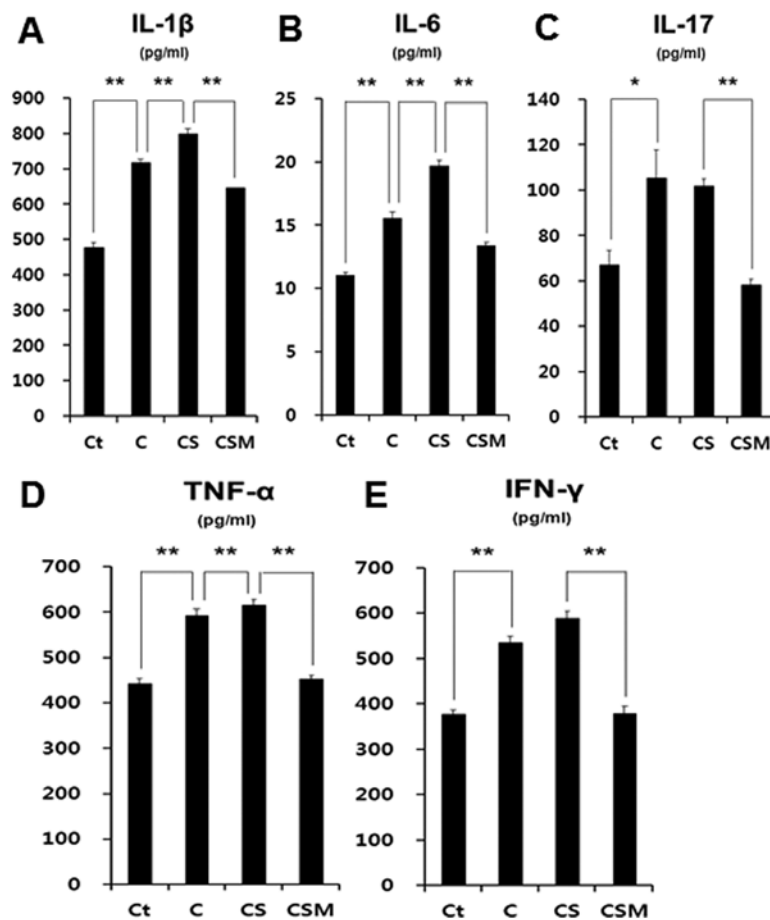 A IL-1β
(pg/ml)
** ** **
900
800
700
600
500
400
300
200
100
0
Ct C CS CSM
B IL-6
(pg/ml)
** ** **
25
20
15
10
5
0
Ct C CS CSM
C IL-17
(pg/ml)
* **
140
120
100
80
60
40
20
0
Ct C CS CSM
D TNF-α
(pg/ml)
** ** **
700
600
500
400
300
200
100
0
Ct C CS CSM
E IFN-γ
(pg/ml)
** **
700
600
500
400
300
200
100
0
Ct C CS CSM